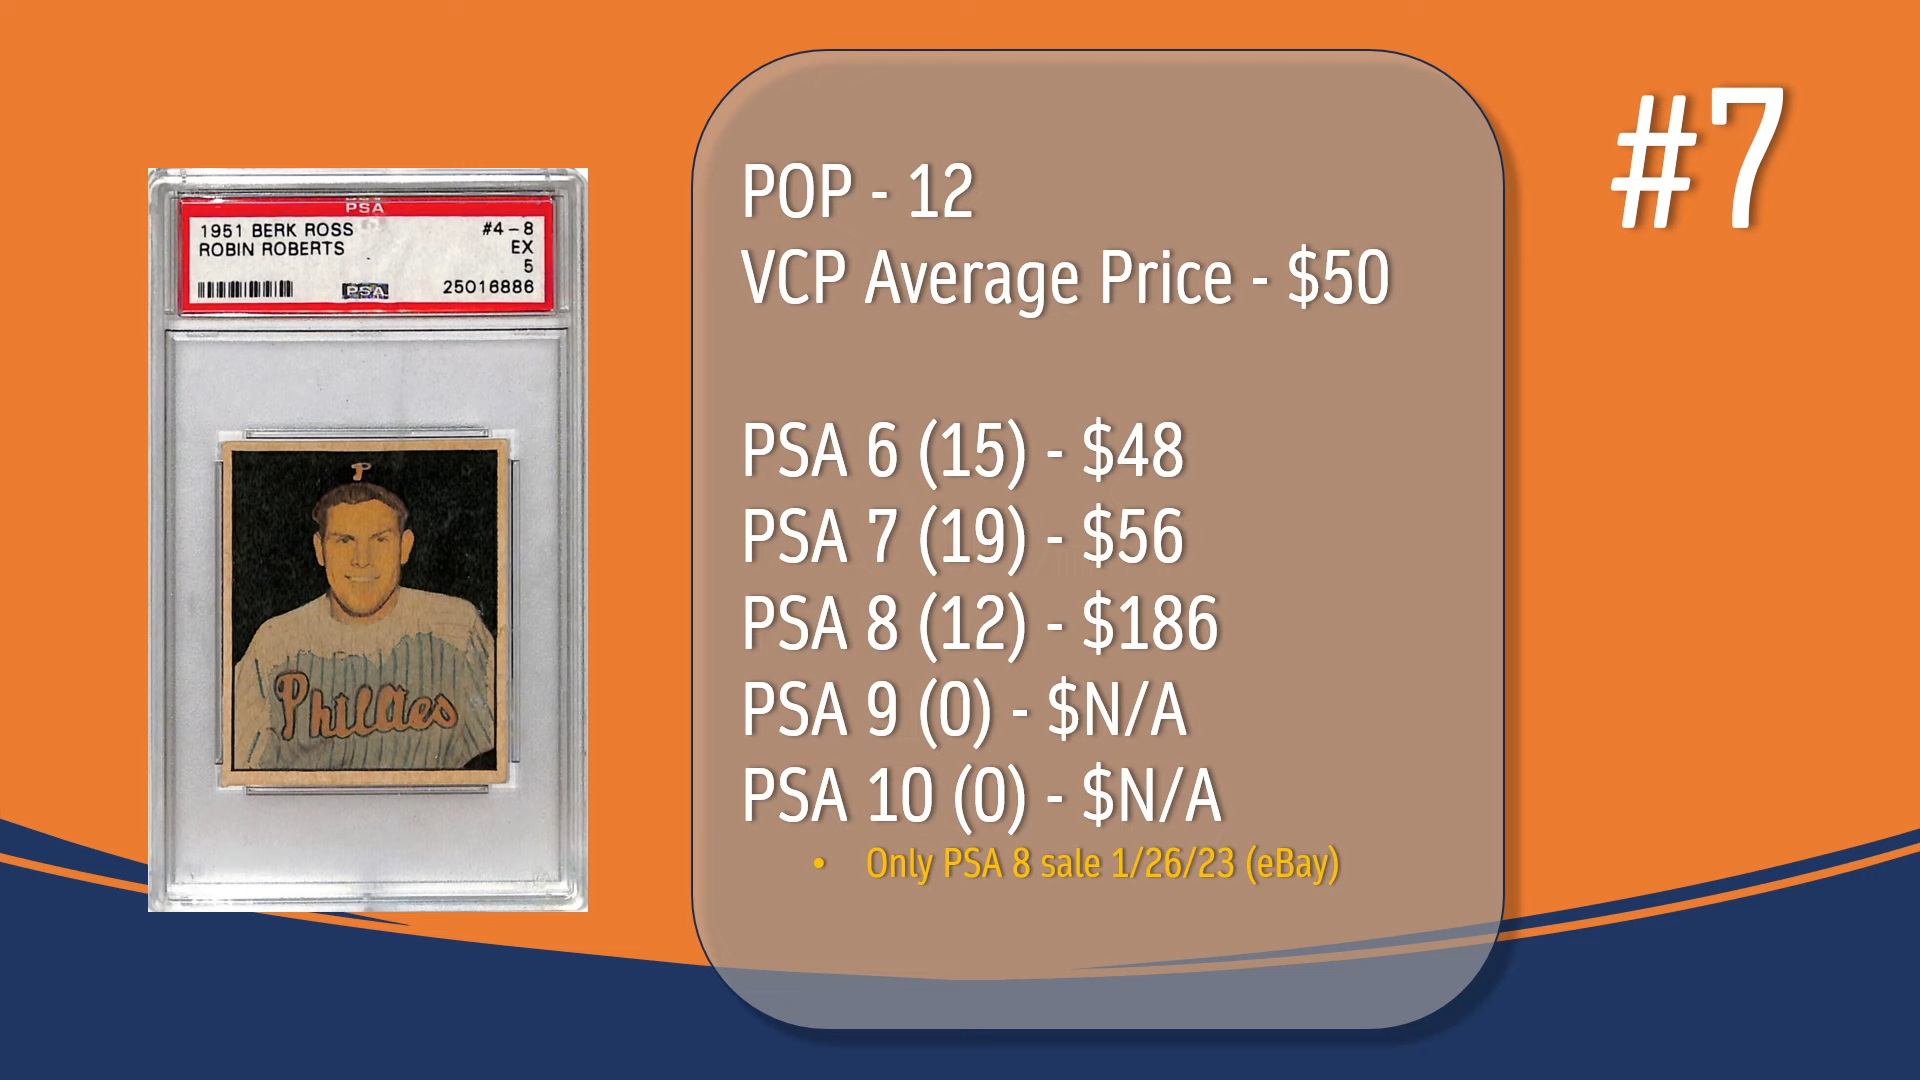 #7
POP - 12
VCP Average Price - $50
PSA 6 (15) - $48
PSA 7 (19) - $56
PSA 8 (12) - $186
PSA 9 (0) - $N/A
PSA 10 (0) - $N/A
• Only PSA 8 sale 1/26/23 (eBay)
PSA
1951 BERK ROSS #4-8
ROBIN ROBERTS EX
5
PSA 25016886
P
Phillies